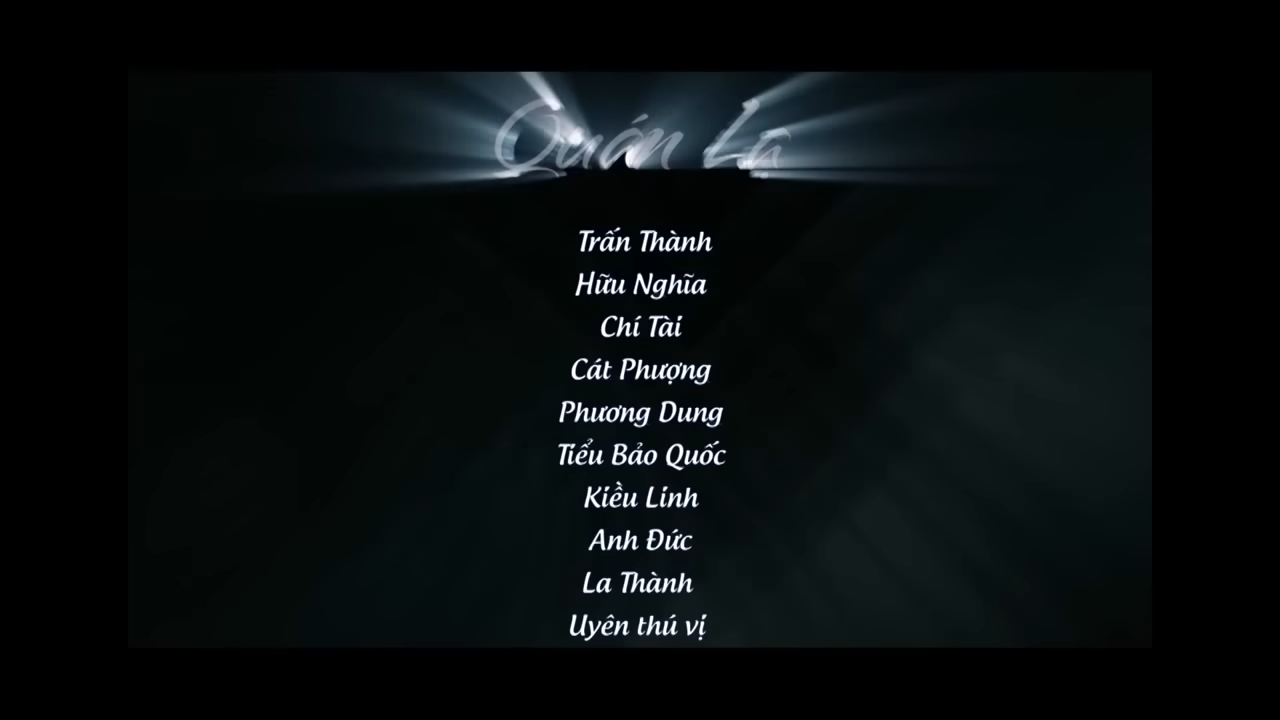 Quán Lạ
Trấn Thành
Hữu Nghĩa
Chí Tài
Cát Phượng
Phương Dung
Tiểu Bảo Quốc
Kiều Linh
Anh Đức
La Thành
Uyên thú vị